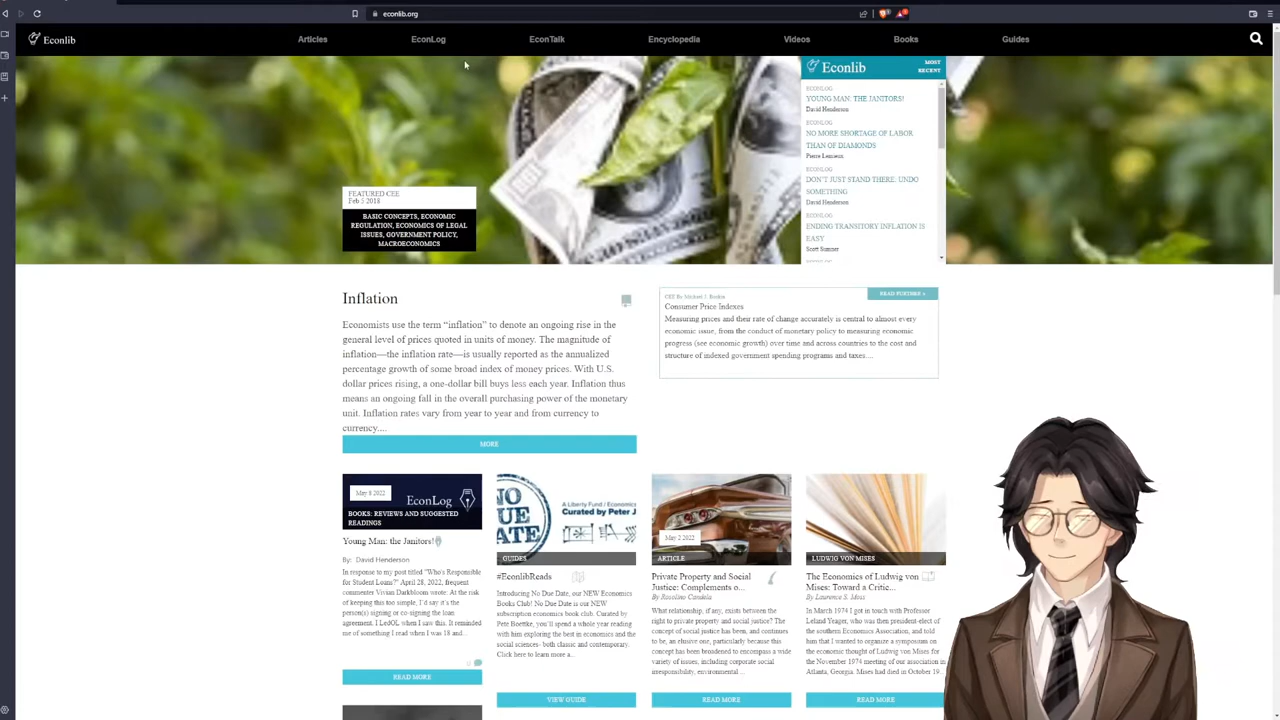 econlib.org
Econlib
Articles
EconLog
EconTalk
Encyclopedia
Videos
Books
Guides
Econlib
MOST
RECENT
ECONLOG
YOUNG MAN: THE JANITORS!
David Henderson
ECONLOG
NO MORE SHORTAGE OF LABOR
THAN OF DIAMONDS
Pierre Lemieux
ECONLOG
DON'T JUST STAND THERE: UNDO
SOMETHING
David Henderson
ECONLOG
ENDING TRANSITORY INFLATION IS
EASY
Scott Sumner
FEATURED CEE
Feb 5 2018
BASIC CONCEPTS, ECONOMIC
REGULATION, ECONOMICS OF LEGAL
ISSUES, GOVERNMENT POLICY,
MACROECONOMICS
Inflation
Economists use the term “inflation” to denote an ongoing rise in the
general level of prices quoted in units of money. The magnitude of
inflation—the inflation rate—is usually reported as the annualized
percentage growth of some broad index of money prices. With U.S.
dollar prices rising, a one-dollar bill buys less each year. Inflation thus
means an ongoing fall in the overall purchasing power of the monetary
unit. Inflation rates vary from year to year and from currency to
currency....
MORE
CEE By Michael J. Boskin
READ FURTHER »
Consumer Price Indexes
Measuring prices and their rate of change accurately is central to almost every
economic issue, from the conduct of monetary policy to measuring economic
progress (see economic growth) over time and across countries to the cost and
structure of indexed government spending programs and taxes....
May 8 2022
EconLog
BOOKS: REVIEWS AND SUGGESTED
READINGS
Young Man: the Janitors!
By: David Henderson
In response to my post titled "Who's Responsible
for Student Loans?" April 28, 2022, frequent
commenter Vivian Darkbloom wrote: At the risk
of keeping this too simple, I'd say it's the
person(s) signing or co-signing the loan
agreement. I LedOL when I saw this. It reminded
me of something I read when I was 18 and...
0
READ MORE
NO
DUE
DATE
A Liberty Fund / Economics
Curated by Peter J
GUIDES
#EconlibReads
Introducing No Due Date, our NEW Economics
Books Club! No Due Date is our NEW
subscription economics book club. Curated by
Pete Boettke, you'll spend a whole year reading
with him exploring the best in economics and the
social sciences- both classic and contemporary.
Click here to learn more a...
VIEW GUIDE
May 2 2022
ARTICLE
Private Property and Social
Justice: Complements o...
By Rosolino Candela
What relationship, if any, exists between the
right to private property and social justice? The
concept of social justice has been, and continues
to be, an elusive one, particularly because this
concept has been broadened to encompass a wide
variety of issues, including corporate social
irresponsibility, environmental ...
READ MORE
LUDWIG VON MISES
The Economics of Ludwig von
Mises: Toward a Critic...
By Laurence S. Moss
In March 1974 I got in touch with Professor
Leland Yeager, who was then president-elect of
the southern Economics Association, and told
him that I wanted to organize a symposium on
the economic thought of Ludwig von Mises for
the November 1974 meeting of our association in
Atlanta, Georgia. Mises had died in October 19...
READ MORE